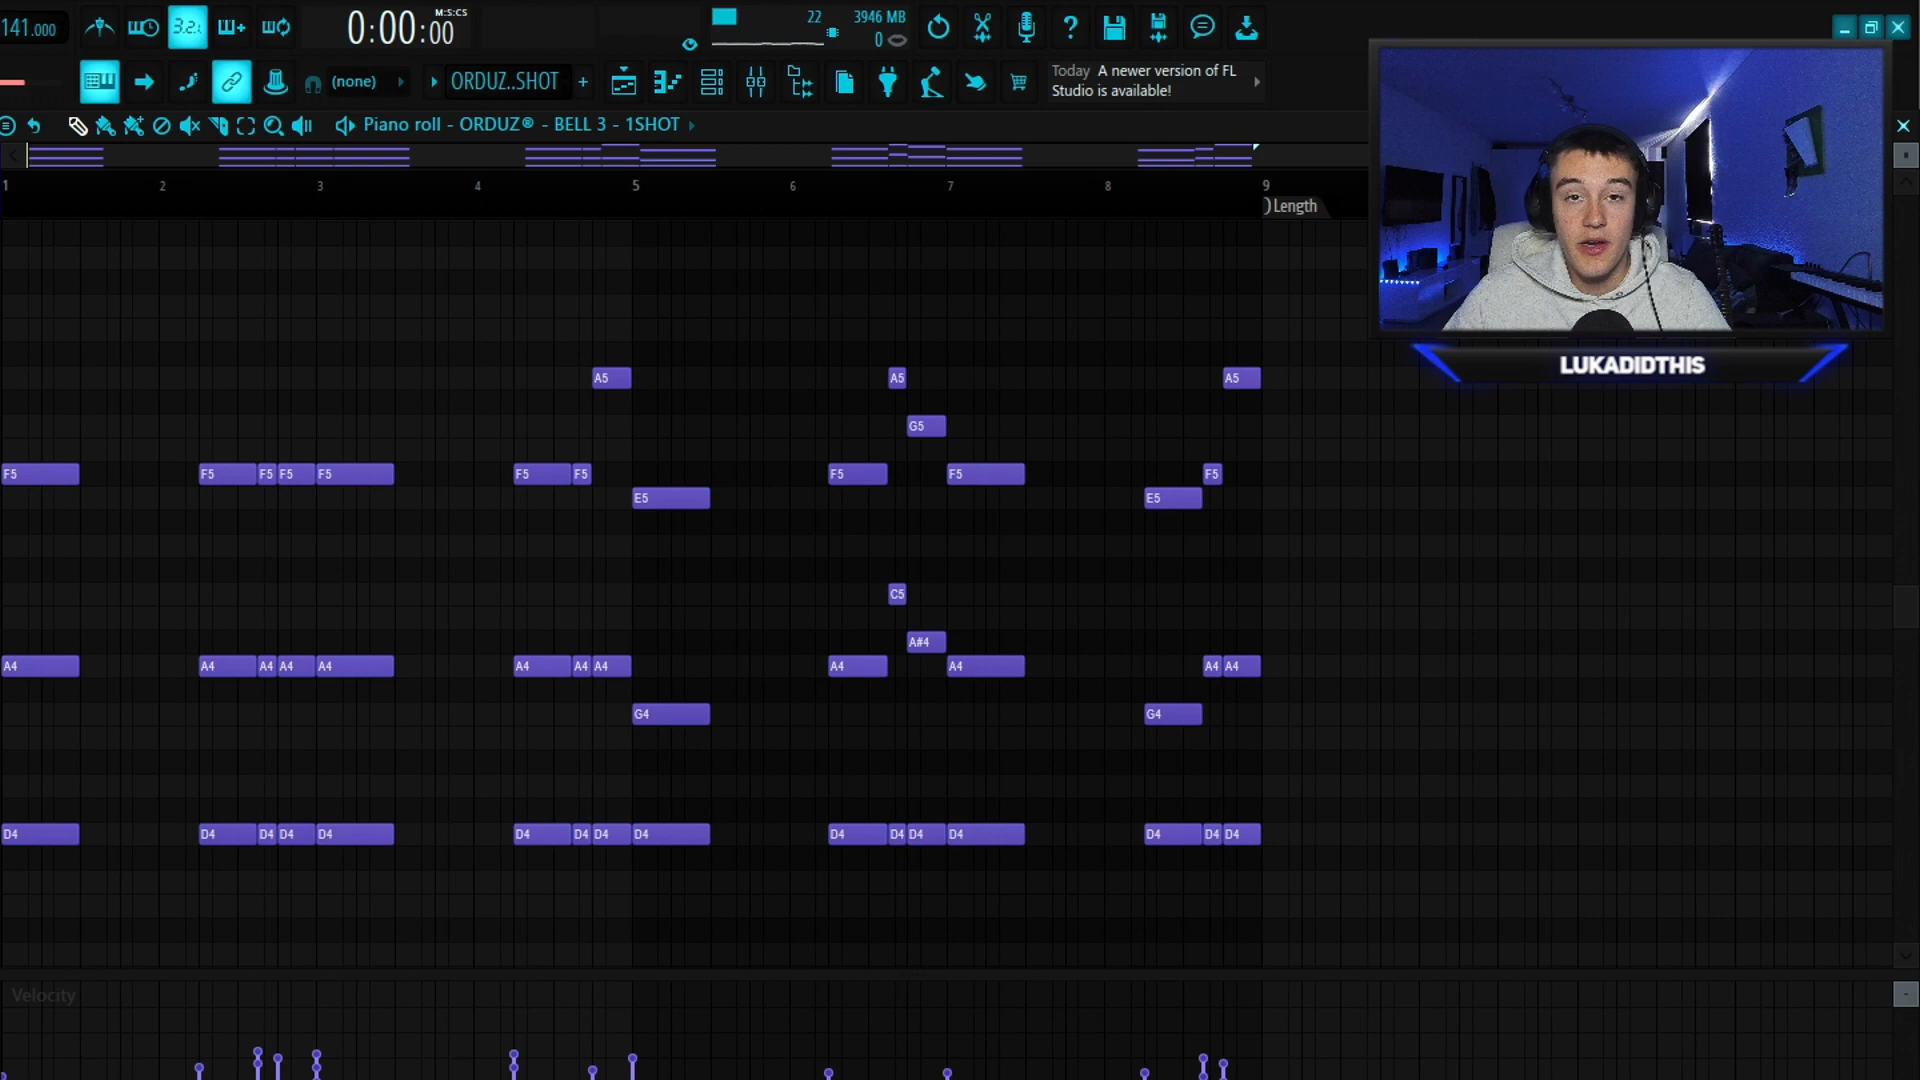 141.000
3.2.
0:00:00
M:S:CS
22
3946 MB
0
(none)
ORDUZ..SHOT
Today A newer version of FL
Studio is available!
Piano roll - ORDUZ® - BELL 3 - 1SHOT
1 2 3 4 5 6 7 8 9
Length
LUKADIDTHIS
A5 A5 A5
G5
F5 F5 F5 F5 F5 F5 F5 F5 F5 F5
E5 E5
C5
A#4
A4 A4 A4 A4 A4 A4 A4 A4 A4 A4 A4 A4
G4 G4
D4 D4 D4 D4 D4 D4 D4 D4 D4 D4 D4 D4 D4 D4 D4 D4
Velocity